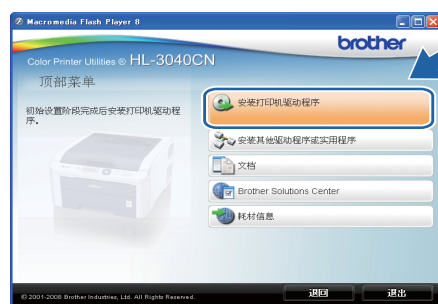 Macromedia Flash Player 8
brother
Color Printer Utilities ® HL-3040CN
顶部菜单
初始设置阶段完成后安装打印机驱动程
序。
安装打印机驱动程序
安装其他驱动程序或实用程序
文档
Brother Solutions Center
耗材信息
© 2001-2008 Brother Industries, Ltd. All Rights Reserved.
退回
退出